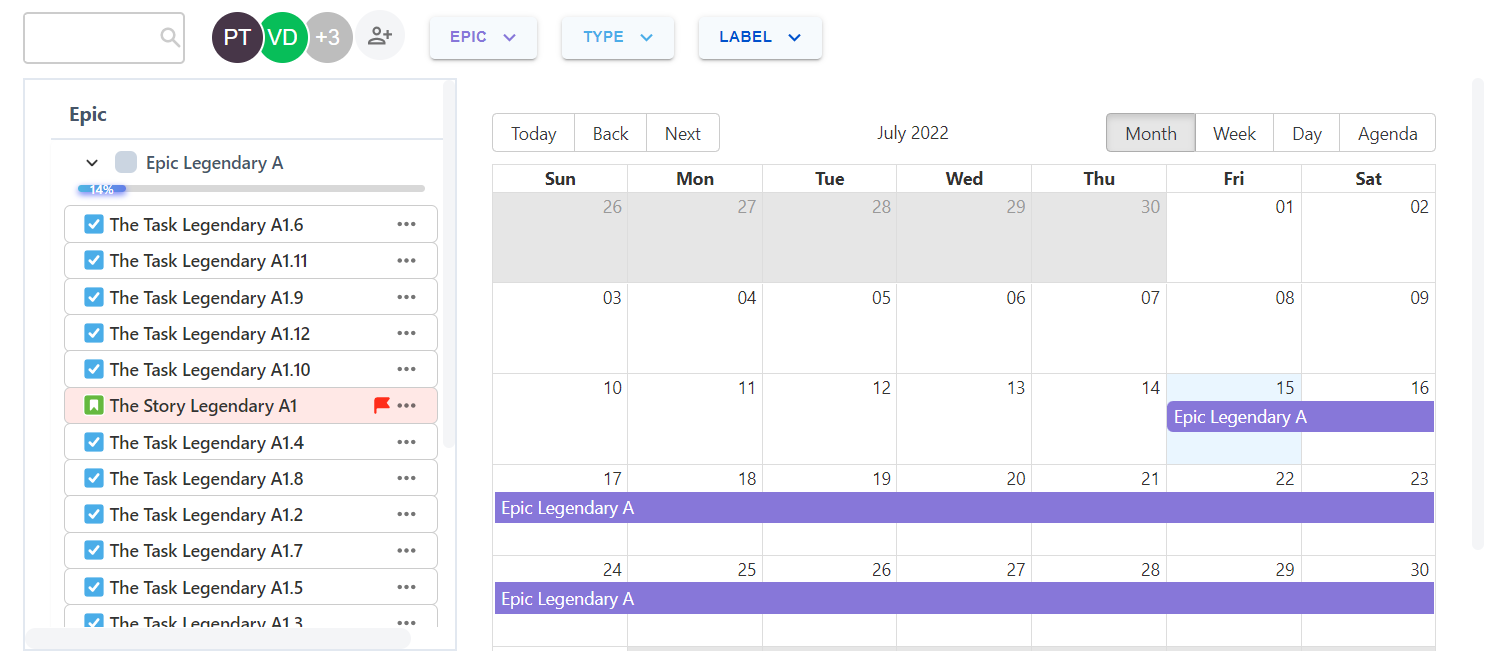 PT VD +3 EPIC TYPE LABEL
Epic
Epic Legendary A
14%
The Task Legendary A1.6
The Task Legendary A1.11
The Task Legendary A1.9
The Task Legendary A1.12
The Task Legendary A1.10
The Story Legendary A1
The Task Legendary A1.4
The Task Legendary A1.8
The Task Legendary A1.2
The Task Legendary A1.7
The Task Legendary A1.5
The Task Legendary A1.3
Today Back Next July 2022 Month Week Day Agenda
Sun Mon Tue Wed Thu Fri Sat
26 27 28 29 30 01 02
03 04 05 06 07 08 09
10 11 12 13 14 15 16
Epic Legendary A
17 18 19 20 21 22 23
Epic Legendary A
24 25 26 27 28 29 30
Epic Legendary A